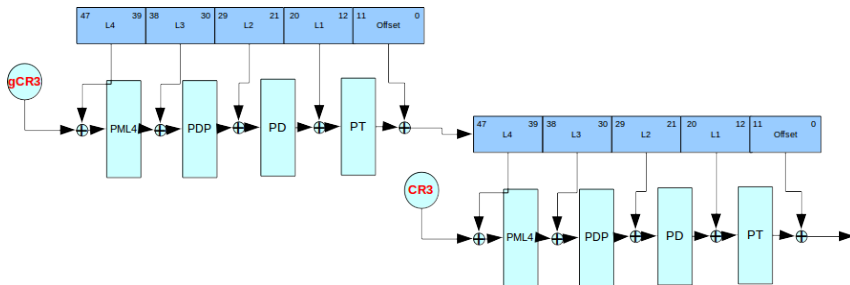 47 39 38 30 29 21 20 12 11 0
L4 L3 L2 L1 Offset
gCR3
PML4 PDP PD PT
47 39 38 30 29 21 20 12 11 0
L4 L3 L2 L1 Offset
CR3
PML4 PDP PD PT